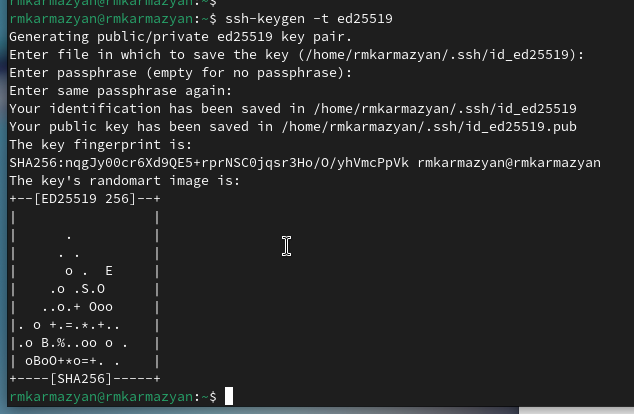 rmkarmazyan@rmkarmazyan:~$
rmkarmazyan@rmkarmazyan:~$ ssh-keygen -t ed25519
Generating public/private ed25519 key pair.
Enter file in which to save the key (/home/rmkarmazyan/.ssh/id_ed25519):
Enter passphrase (empty for no passphrase):
Enter same passphrase again:
Your identification has been saved in /home/rmkarmazyan/.ssh/id_ed25519
Your public key has been saved in /home/rmkarmazyan/.ssh/id_ed25519.pub
The key fingerprint is:
SHA256:nqgJy00cr6Xd9QE5+rprNSC0jqsr3Ho/O/yhVmcPpVk rmkarmazyan@rmkarmazyan
The key's randomart image is:
+--[ED25519 256]--+
|                 |
|      .          |
|     . .         |
|      o .  E     |
|    .o .S.O      |
|   ..o.+ Ooo     |
|. o +.=.*.+..    |
|.o B.%..oo o .   |
| oBoO+*o=+. .    |
+----[SHA256]-----+
rmkarmazyan@rmkarmazyan:~$